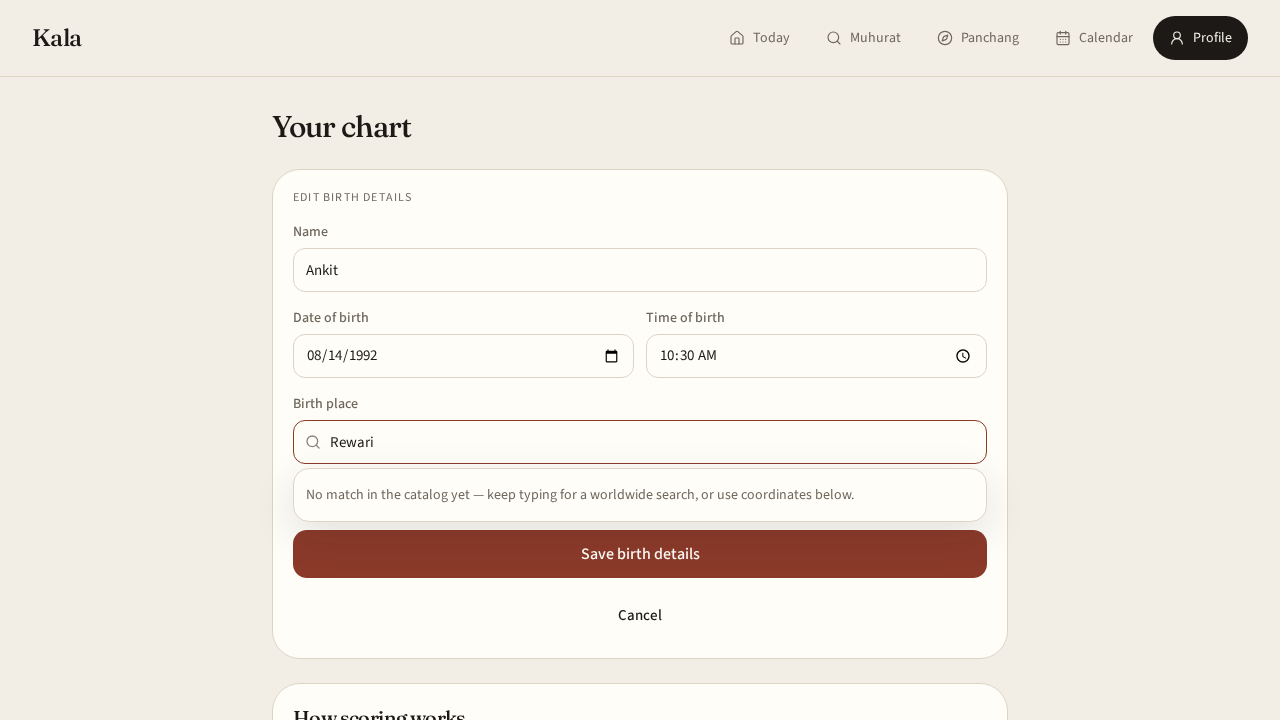 Kala
Today
Muhurat
Panchang
Calendar
Profile
Your chart
EDIT BIRTH DETAILS
Name
Ankit
Date of birth
Time of birth
08/14/1992
10:30 AM
Birth place
Rewari
No match in the catalog yet — keep typing for a worldwide search, or use coordinates below.
Save birth details
Cancel
How scoring works